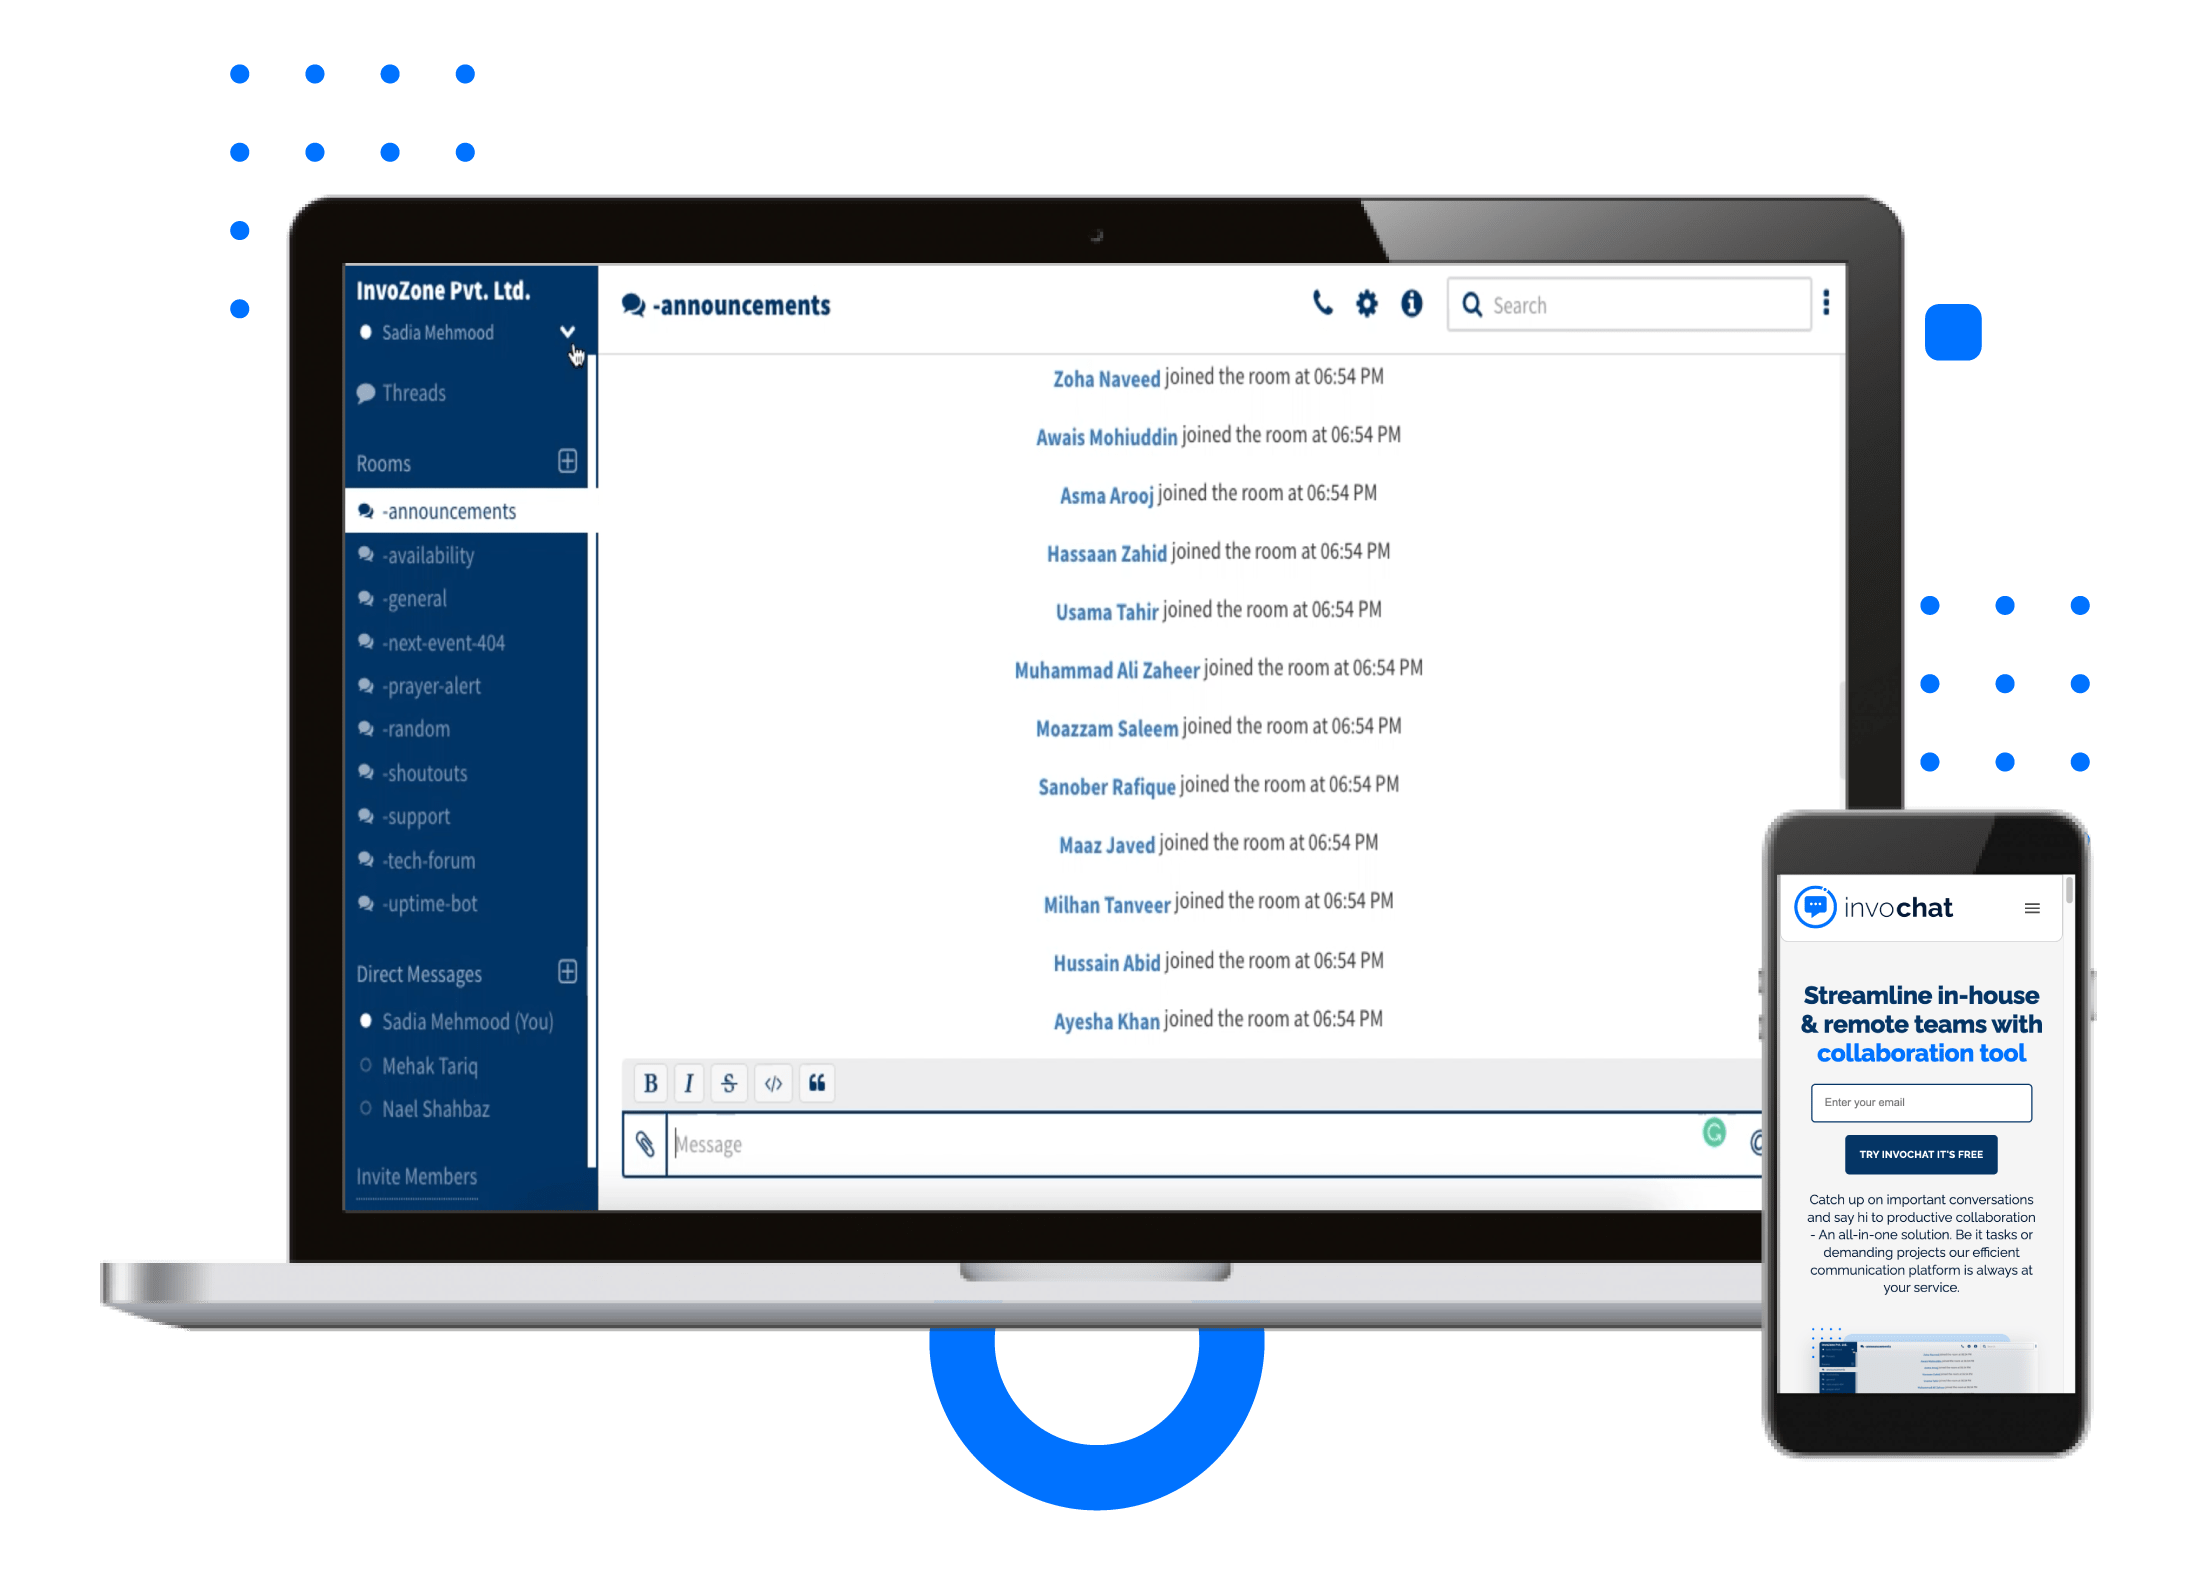 InvoZone Pvt. Ltd.
Sadia Mehmood
Threads
Rooms
-announcements
-availability
-general
-next-event-404
-prayer-alert
-random
-shoutouts
-support
-tech-forum
-uptime-bot
Direct Messages
Sadia Mehmood (You)
Mehak Tariq
Nael Shahbaz
Invite Members
-announcements
Search
Zoha Naveed joined the room at 06:54 PM
Awais Mohiuddin joined the room at 06:54 PM
Asma Arooj joined the room at 06:54 PM
Hassaan Zahid joined the room at 06:54 PM
Usama Tahir joined the room at 06:54 PM
Muhammad Ali Zaheer joined the room at 06:54 PM
Moazzam Saleem joined the room at 06:54 PM
Sanober Rafique joined the room at 06:54 PM
Maaz Javed joined the room at 06:54 PM
Milhan Tanveer joined the room at 06:54 PM
Hussain Abid joined the room at 06:54 PM
Ayesha Khan joined the room at 06:54 PM
B I S </> “
Message
G @
invochat
Streamline in-house
& remote teams with
collaboration tool
Enter your email
TRY INVOCHAT IT'S FREE
Catch up on important conversations
and say hi to productive collaboration
- An all-in-one solution. Be it tasks or
demanding projects our efficient
communication platform is always at
your service.